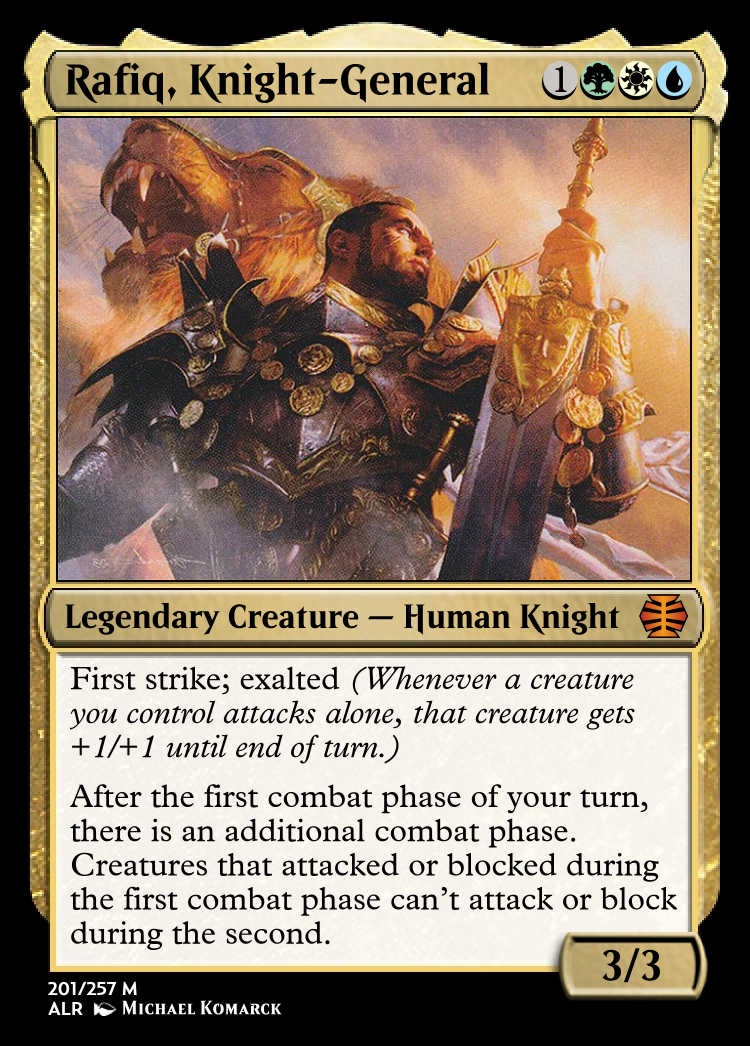 Rafiq, Knight-General 1
Legendary Creature — Human Knight
First strike; exalted (Whenever a creature
you control attacks alone, that creature gets
+1/+1 until end of turn.)
After the first combat phase of your turn,
there is an additional combat phase.
Creatures that attacked or blocked during
the first combat phase can't attack or block
during the second.
3/3
201/257 M
ALR Michael Komarck